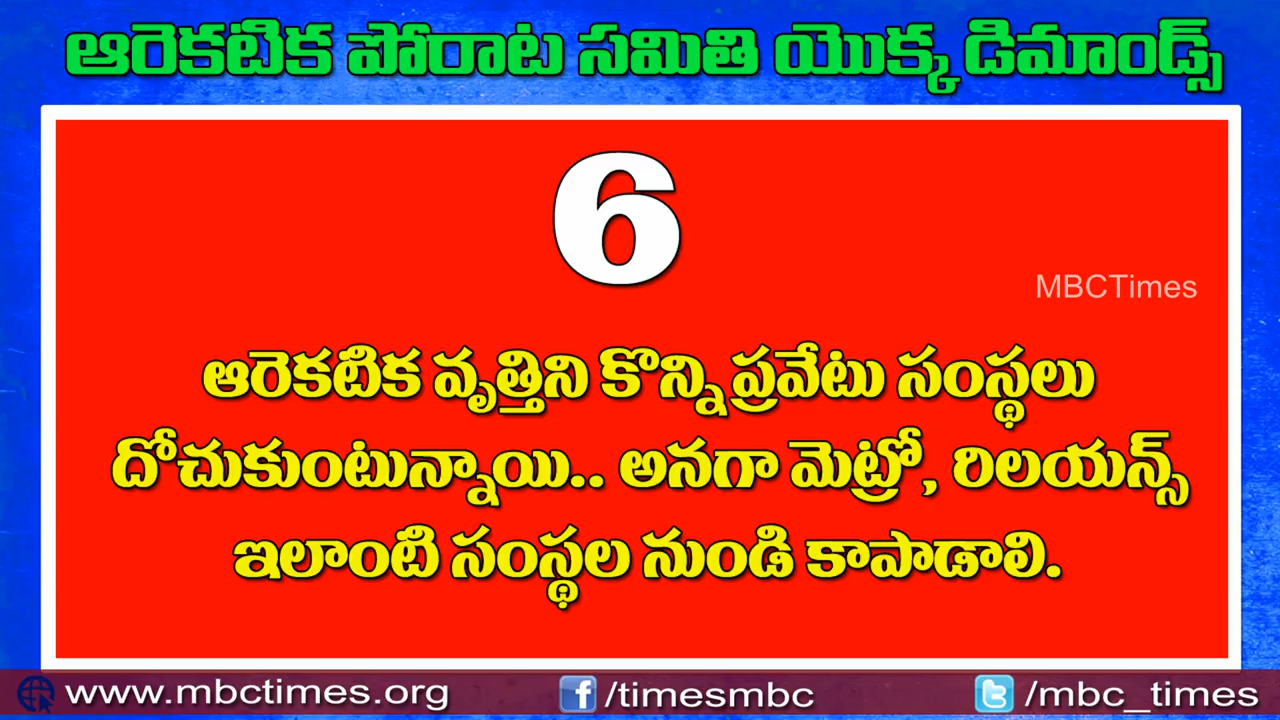 ఆరెకటిక పోరాట సమితి యొక్క డిమాండ్స్
6
MBCTimes
ఆరెకటిక వృత్తిని కొన్ని ప్రవేటు సంస్థలు
దోచుకుంటున్నాయి.. అనగా మెట్రో, రిలయన్స్
ఇలాంటి సంస్థల నుండి కాపాడాలి.
www.mbctimes.org
/timesmbc
/mbc_times